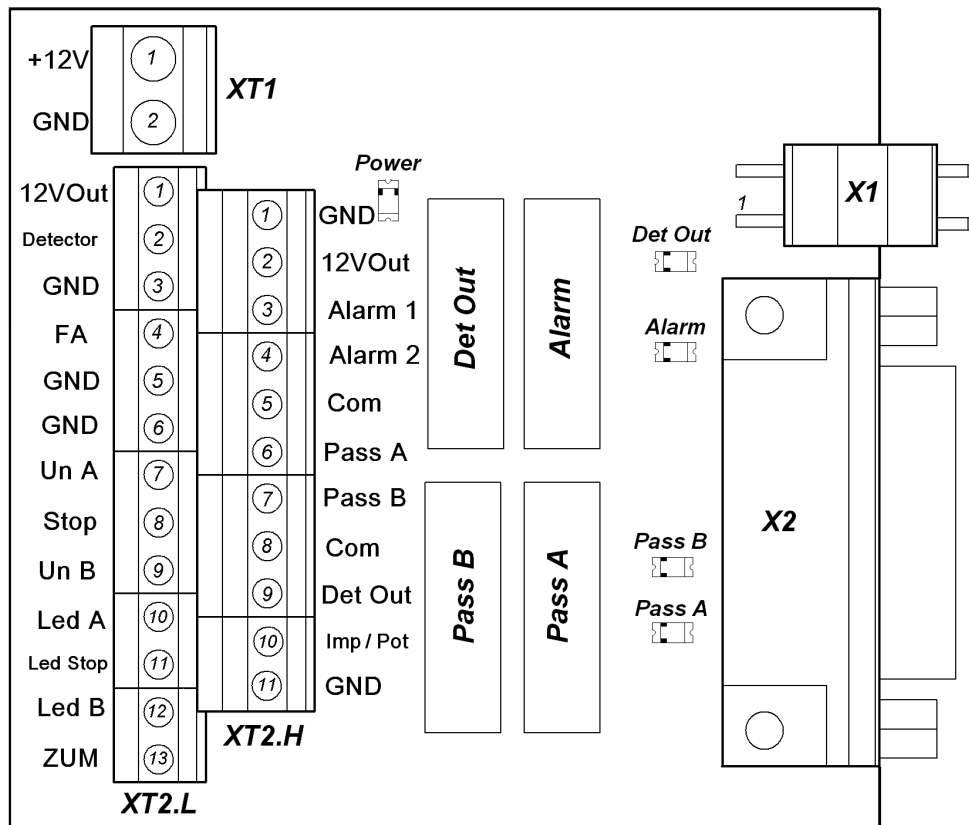 +12V 1
GND 2
XT1
12VOut 1
Detector 2
GND 3
FA 4
GND 5
GND 6
Un A 7
Stop 8
Un B 9
Led A 10
Led Stop 11
Led B 12
ZUM 13
XT2.L
1 GND
2 12VOut
3 Alarm 1
4 Alarm 2
5 Com
6 Pass A
7 Pass B
8 Com
9 Det Out
10 Imp / Pot
11 GND
XT2.H
Power
Det Out
Alarm
Pass B
Pass A
Det Out
Alarm
Pass B
Pass A
1
X1
X2